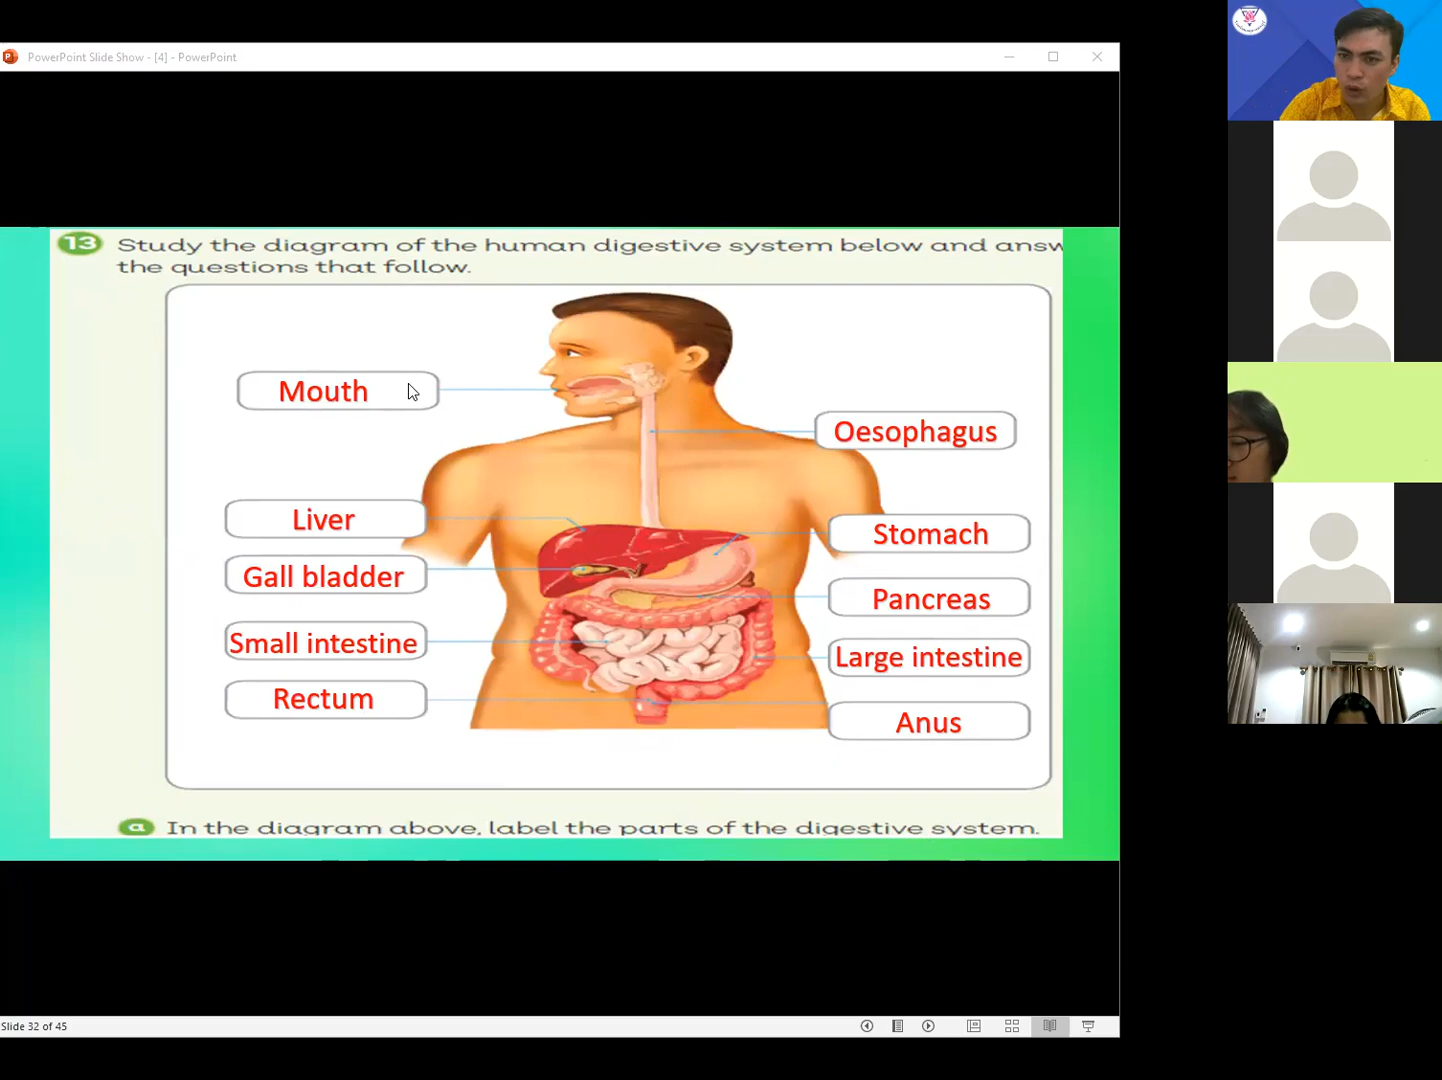 PowerPoint Slide Show - [4] - PowerPoint
13 Study the diagram of the human digestive system below and answ
the questions that follow.
Mouth
Oesophagus
Liver
Stomach
Gall bladder
Pancreas
Small intestine
Large intestine
Rectum
Anus
a In the diagram above, label the parts of the digestive system.
Slide 32 of 45